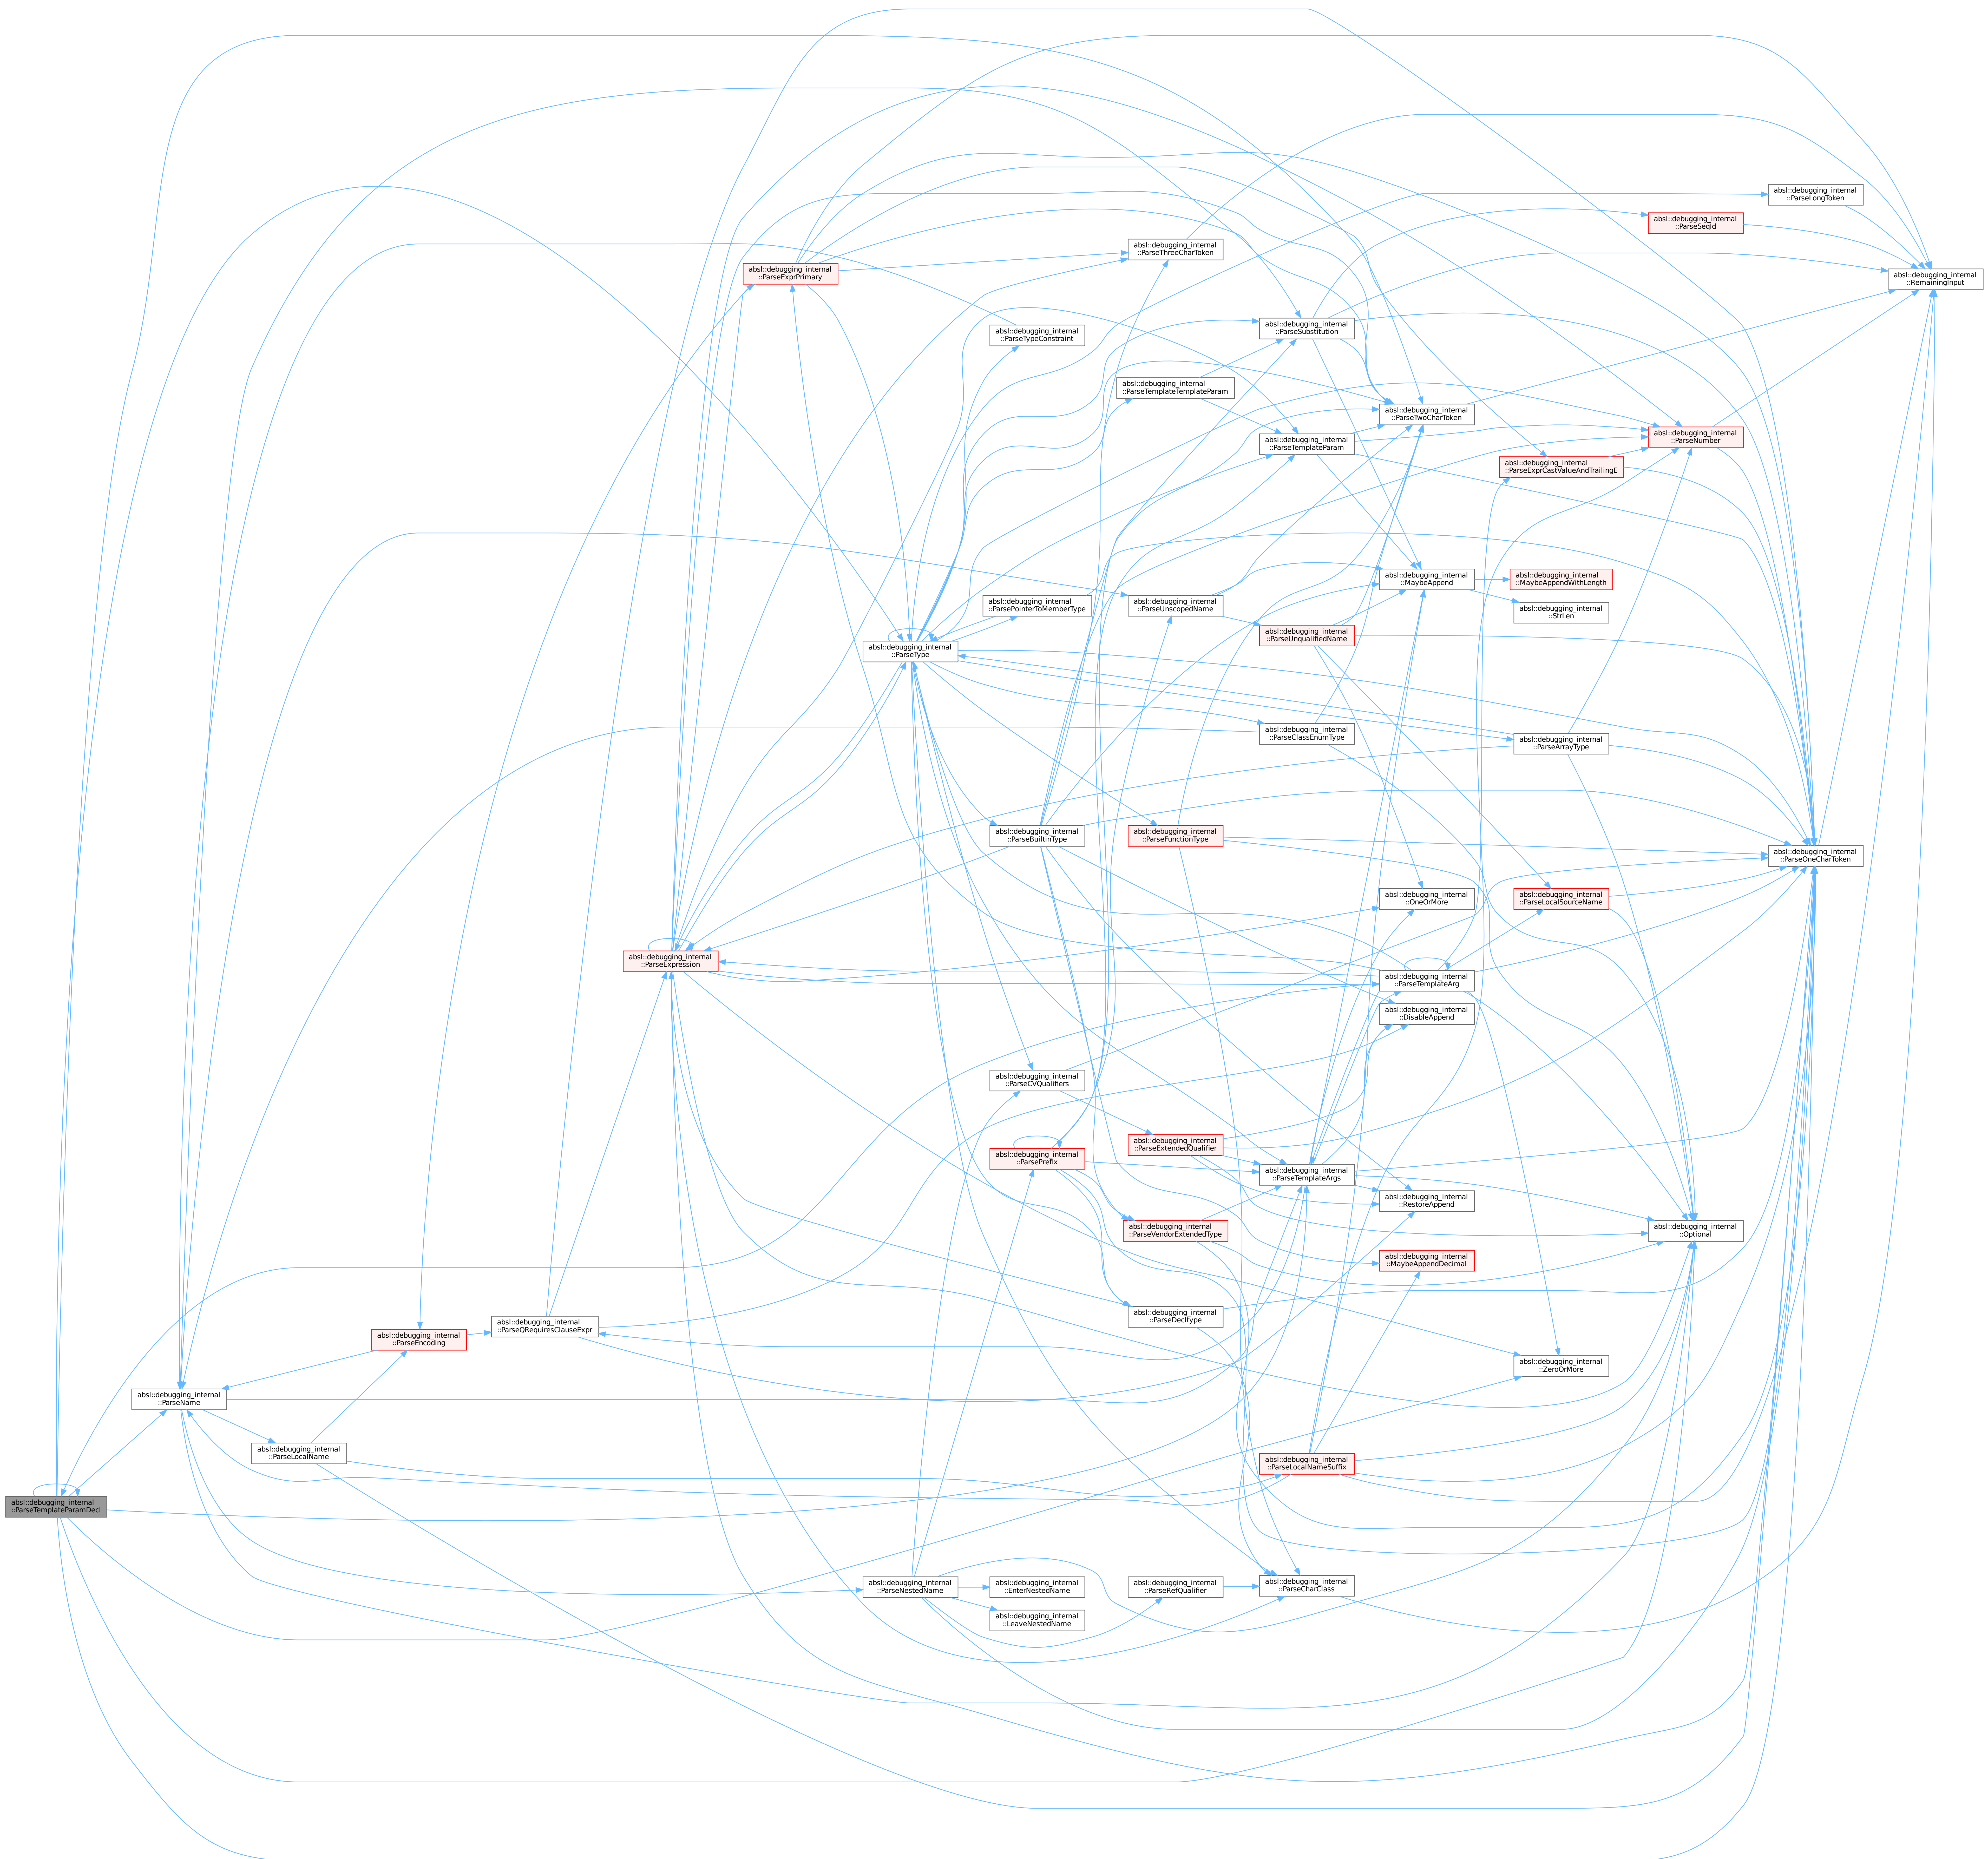 absl::debugging_internal
::ParseTemplateParamDecl
absl::debugging_internal
::ParseName
absl::debugging_internal
::ParseLocalName
absl::debugging_internal
::ParseEncoding
absl::debugging_internal
::ParseQRequiresClauseExpr
absl::debugging_internal
::ParseExpression
absl::debugging_internal
::ParseExprPrimary
absl::debugging_internal
::ParseType
absl::debugging_internal
::ParseNestedName
absl::debugging_internal
::ParseTypeConstraint
absl::debugging_internal
::ParsePointerToMemberType
absl::debugging_internal
::ParseBuiltinType
absl::debugging_internal
::ParseCVQualifiers
absl::debugging_internal
::ParsePrefix
absl::debugging_internal
::EnterNestedName
absl::debugging_internal
::LeaveNestedName
absl::debugging_internal
::ParseThreeCharToken
absl::debugging_internal
::ParseTemplateTemplateParam
absl::debugging_internal
::ParseUnscopedName
absl::debugging_internal
::ParseFunctionType
absl::debugging_internal
::ParseExtendedQualifier
absl::debugging_internal
::ParseVendorExtendedType
absl::debugging_internal
::ParseDecltype
absl::debugging_internal
::ParseRefQualifier
absl::debugging_internal
::ParseSubstitution
absl::debugging_internal
::ParseTemplateParam
absl::debugging_internal
::ParseUnqualifiedName
absl::debugging_internal
::ParseClassEnumType
absl::debugging_internal
::ParseTemplateArgs
absl::debugging_internal
::ParseLocalNameSuffix
absl::debugging_internal
::ParseCharClass
absl::debugging_internal
::ParseTwoCharToken
absl::debugging_internal
::MaybeAppend
absl::debugging_internal
::OneOrMore
absl::debugging_internal
::ParseTemplateArg
absl::debugging_internal
::DisableAppend
absl::debugging_internal
::RestoreAppend
absl::debugging_internal
::MaybeAppendDecimal
absl::debugging_internal
::ParseExprCastValueAndTrailingE
absl::debugging_internal
::MaybeAppendWithLength
absl::debugging_internal
::StrLen
absl::debugging_internal
::ParseArrayType
absl::debugging_internal
::ParseLocalSourceName
absl::debugging_internal
::ZeroOrMore
absl::debugging_internal
::ParseSeqId
absl::debugging_internal
::ParseNumber
absl::debugging_internal
::Optional
absl::debugging_internal
::ParseLongToken
absl::debugging_internal
::ParseOneCharToken
absl::debugging_internal
::RemainingInput